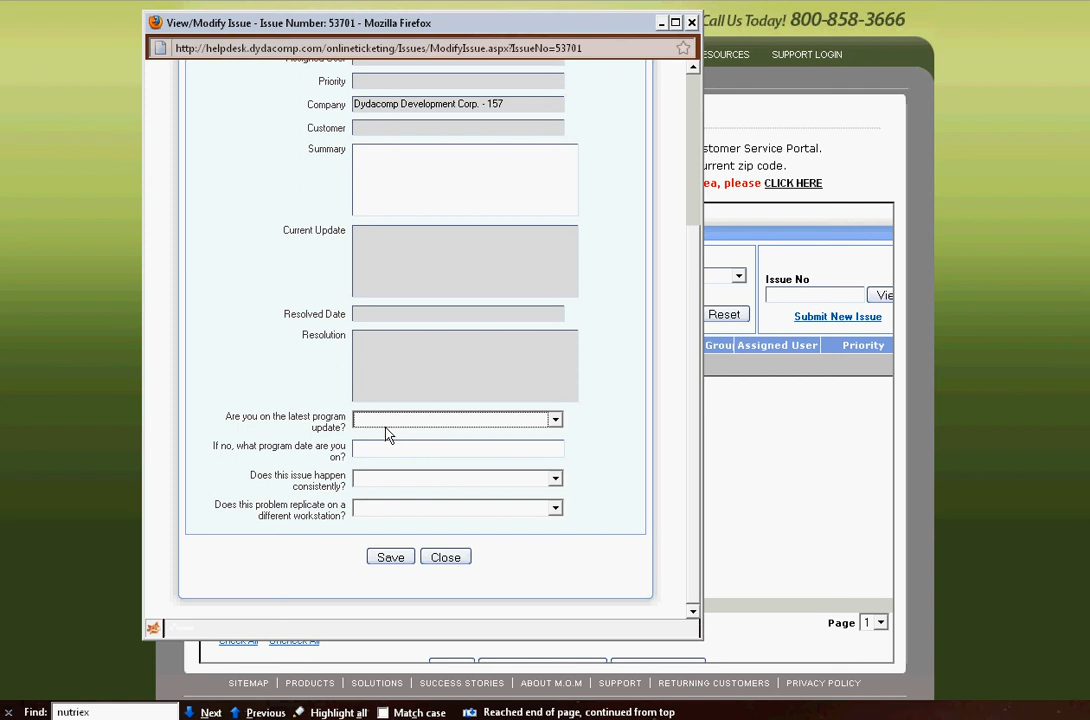 View/Modify Issue - Issue Number: 53701 - Mozilla Firefox
Call Us Today! 800-858-3666
http://helpdesk.dydacomp.com/onlineticketing/Issues/ModifyIssue.aspx?IssueNo=53701
ESOURCES SUPPORT LOGIN
Assigned User
Priority
Company Dydacomp Development Corp. - 157
Customer
Summary
stomer Service Portal.
urrent zip code.
ea, please CLICK HERE
Current Update
Issue No
Vie
Resolved Date
Reset
Submit New Issue
Resolution
Grou Assigned User Priority
Are you on the latest program
update?
If no, what program date are you
on?
Does this issue happen
consistently?
Does this problem replicate on a
different workstation?
Save Close
Page 1
Check All Uncheck All
SITEMAP PRODUCTS SOLUTIONS SUCCESS STORIES ABOUT M.O.M SUPPORT RETURNING CUSTOMERS PRIVACY POLICY
Find: nutriex Next Previous Highlight all Match case Reached end of page, continued from top